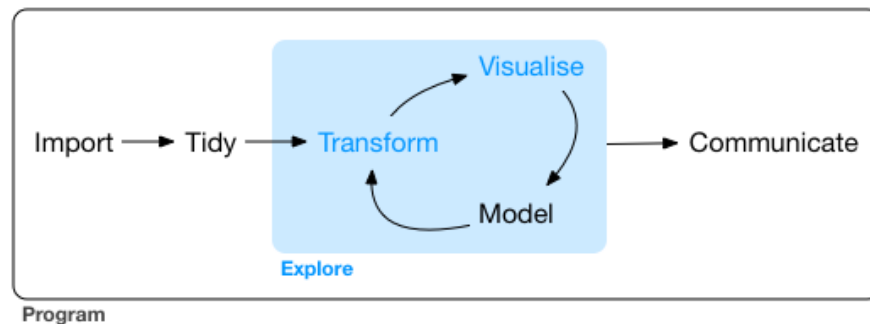 Visualise
Import Tidy Transform Communicate
Model
Explore
Program